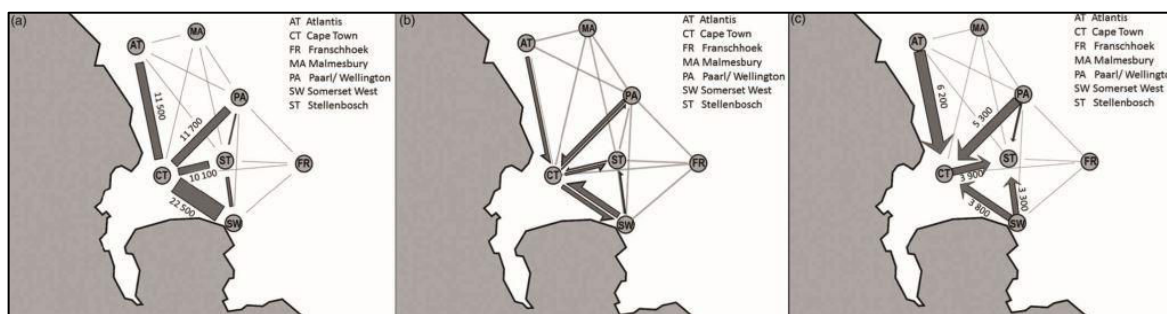 (a)
AT Atlantis
CT Cape Town
FR Franschhoek
MA Malmesbury
PA Paarl/ Wellington
SW Somerset West
ST Stellenbosch
MA
AT
PA
11 500
11 700
ST
FR
CT
10 100
22 500
SW
(b)
AT Atlantis
CT Cape Town
FR Franschhoek
MA Malmesbury
PA Paarl/ Wellington
SW Somerset West
ST Stellenbosch
MA
AT
PA
ST
FR
CT
SW
(c)
AT Atlantis
CT Cape Town
FR Franschhoek
MA Malmesbury
PA Paarl/ Wellington
SW Somerset West
ST Stellenbosch
MA
AT
PA
6 200
5 300
ST
FR
CT
3 900
3 300
3 800
SW